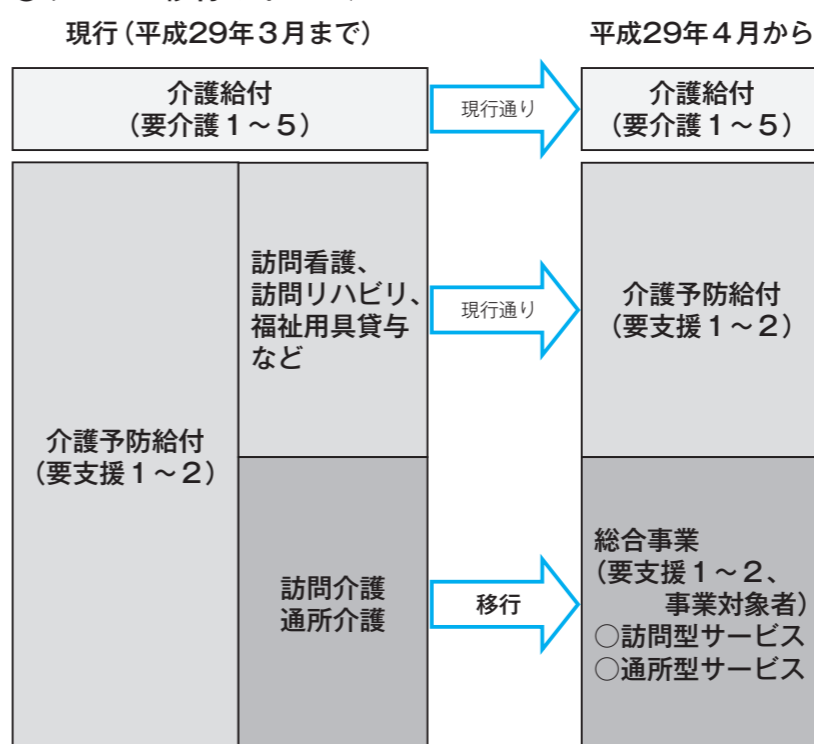 現行（平成29年３月まで）
平成29年４月から
介護給付
（要介護１～５）
現行通り
介護給付
（要介護１～５）
介護予防給付
（要支援１～２）
訪問看護、
訪問リハビリ、
福祉用具貸与
など
現行通り
介護予防給付
（要支援１～２）
訪問介護
通所介護
移行
総合事業
（要支援１～２、
事業対象者）
○訪問型サービス
○通所型サービス